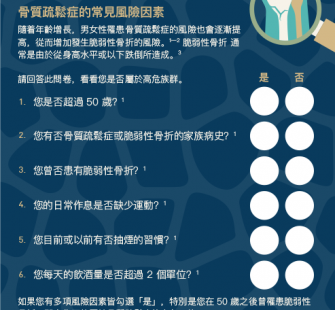 骨質疏鬆症的常見風險因素
隨着年齡增長，男女性罹患骨質疏鬆症的風險也會逐漸提
高，從而增加發生脆弱性骨折的風險。¹⁻² 脆弱性骨折 通
常是由於從身高水平或以下跌倒所造成。³
請回答此問卷，看看您是否屬於高危族群。
是 否
1. 您是否超過 50 歲? ¹
2. 您有否骨質疏鬆症或脆弱性骨折的家族病史? ¹
3. 您曾否患有脆弱性骨折? ¹
4. 您的日常作息是否缺少運動? ¹
5. 您目前或以前有否抽煙的習慣? ¹
6. 您每天的飲酒量是否超過 2 個單位? ¹
如果您有多項風險因素皆勾選「是」，特別是您在 50 歲之後曾罹患脆弱性